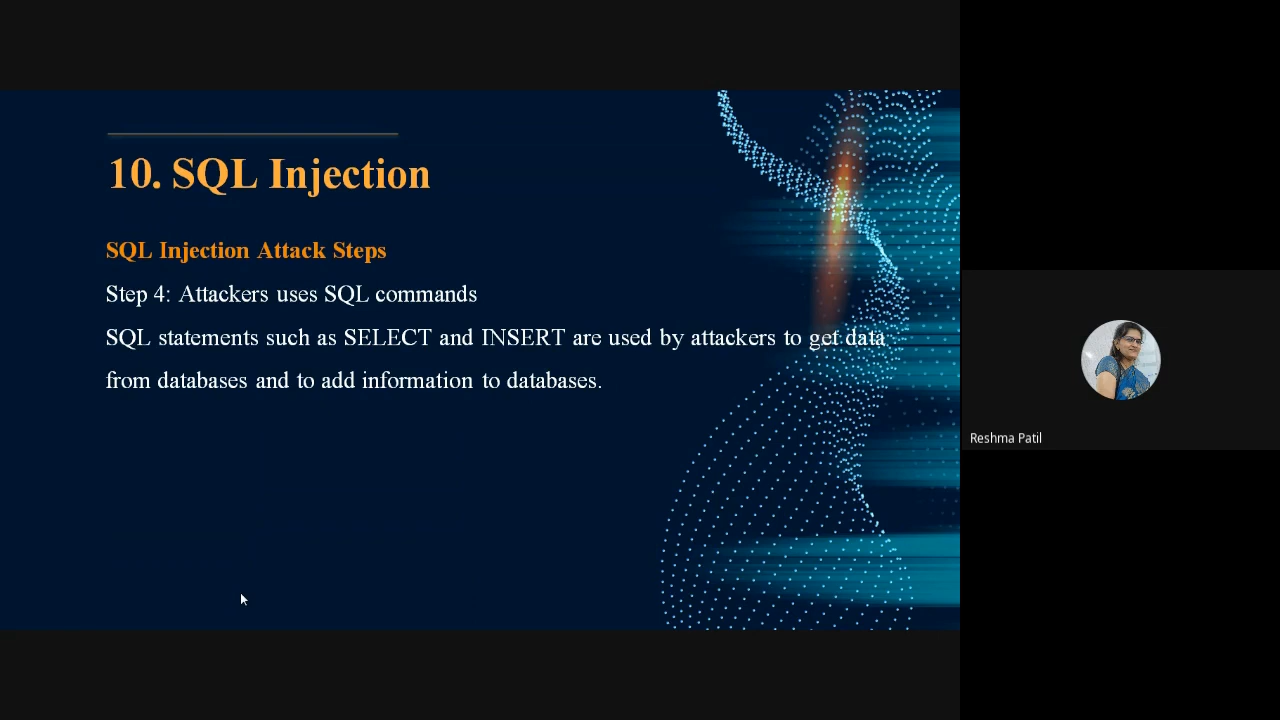 10. SQL Injection
SQL Injection Attack Steps
Step 4: Attackers uses SQL commands
SQL statements such as SELECT and INSERT are used by attackers to get data
from databases and to add information to databases.
Reshma Patil